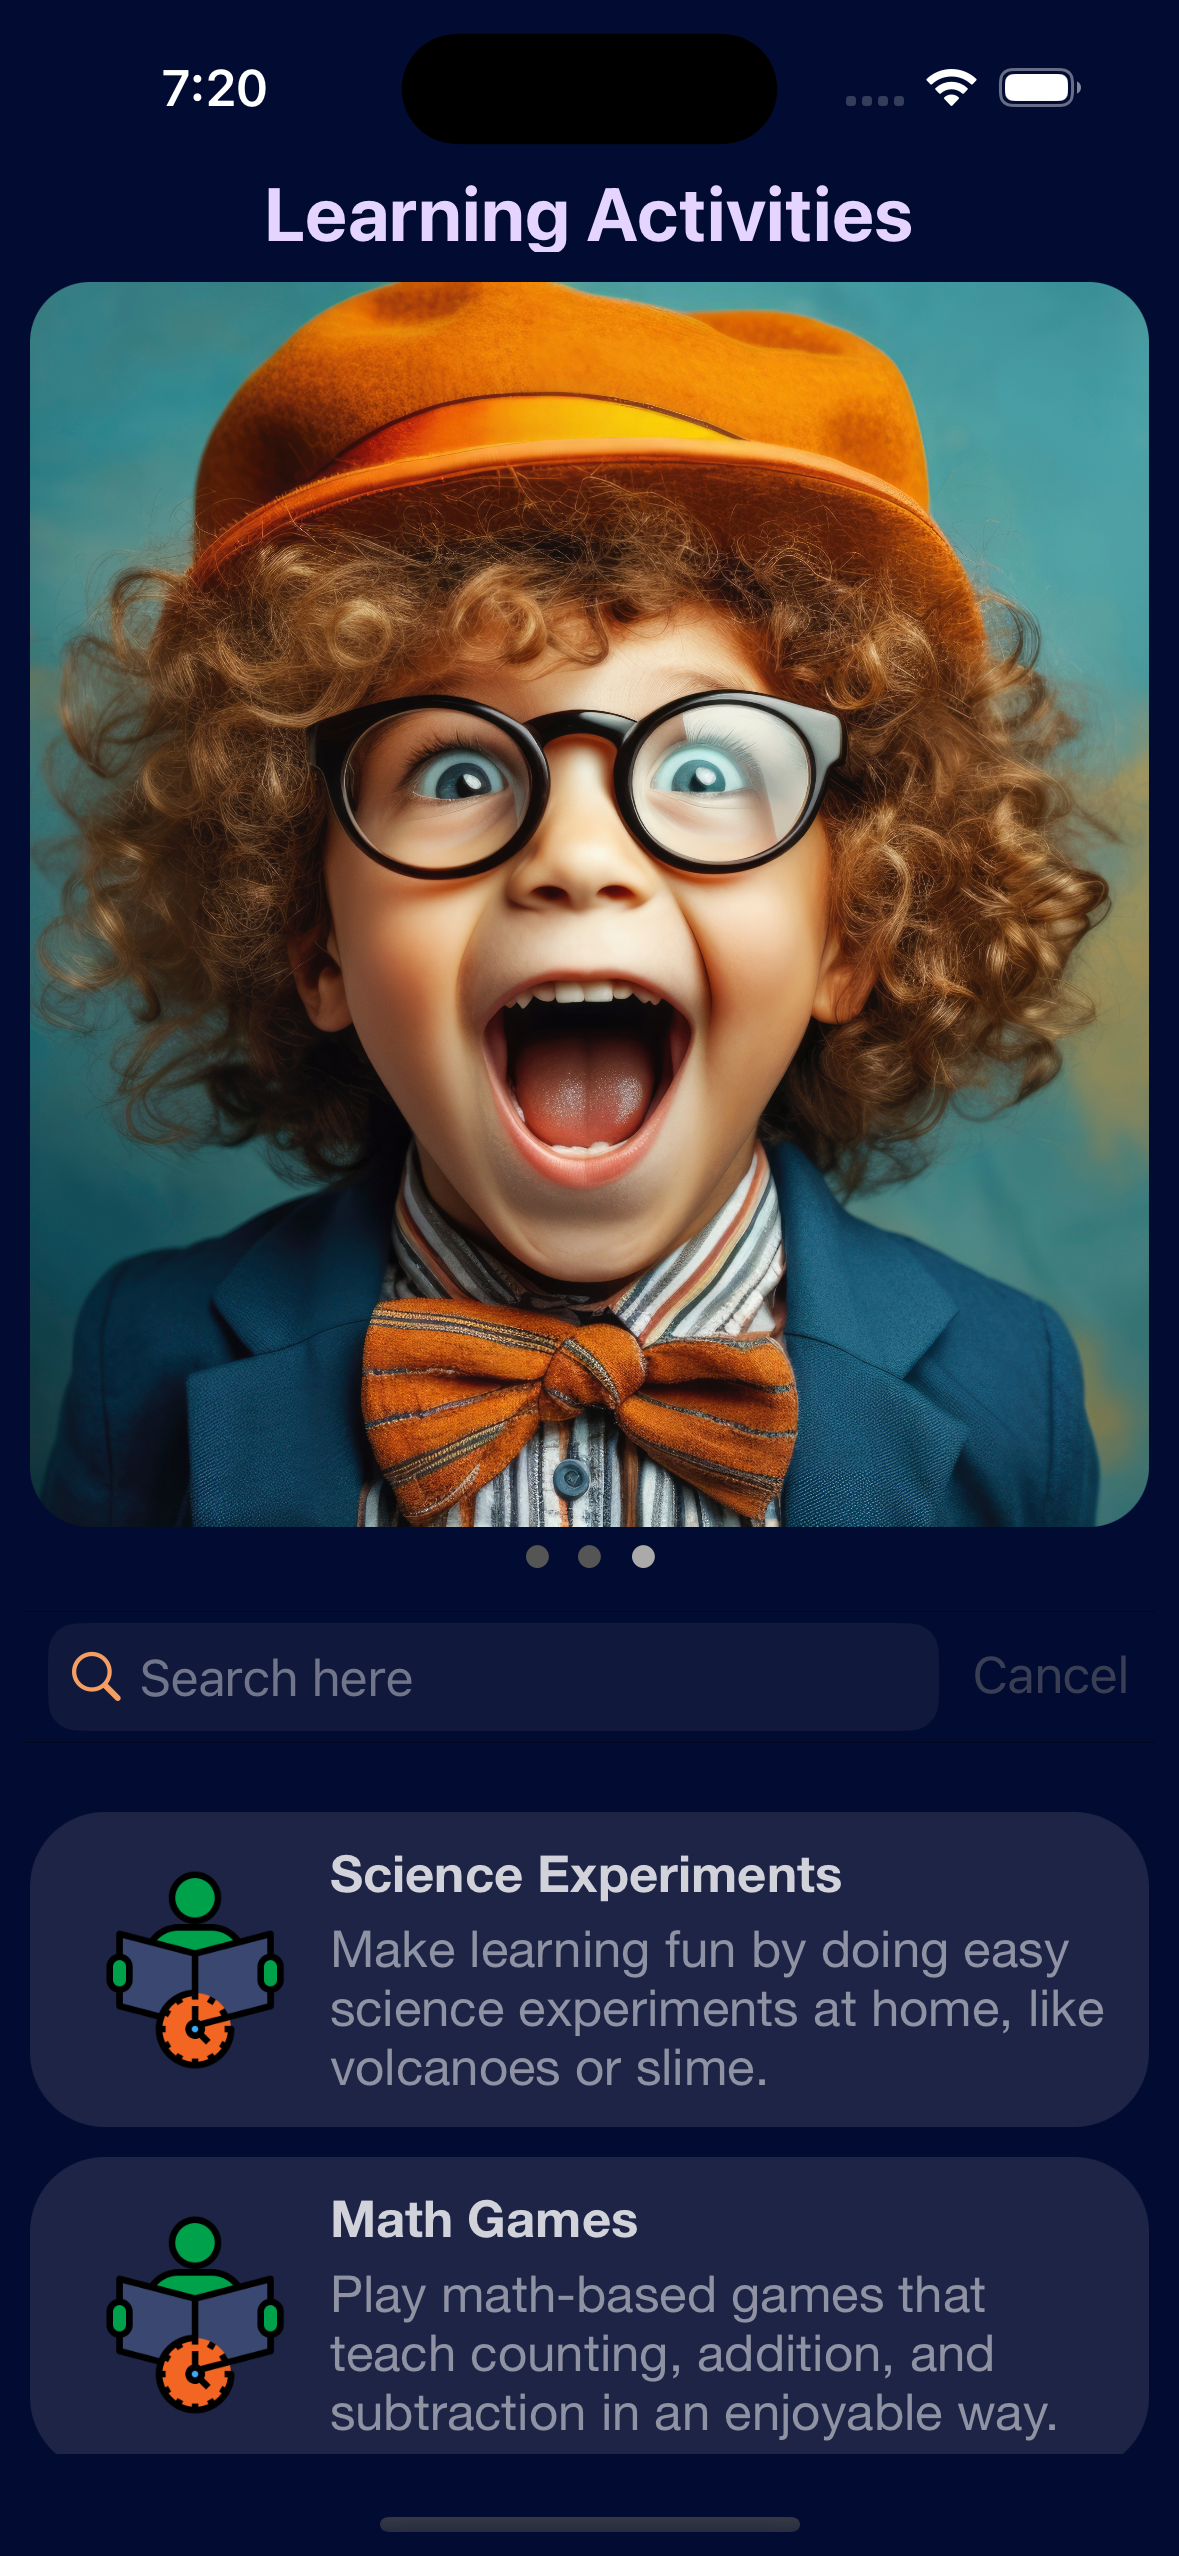 7:20
Learning Activities
Search here
Cancel
Science Experiments
Make learning fun by doing easy
science experiments at home, like
volcanoes or slime.
Math Games
Play math-based games that
teach counting, addition, and
subtraction in an enjoyable way.